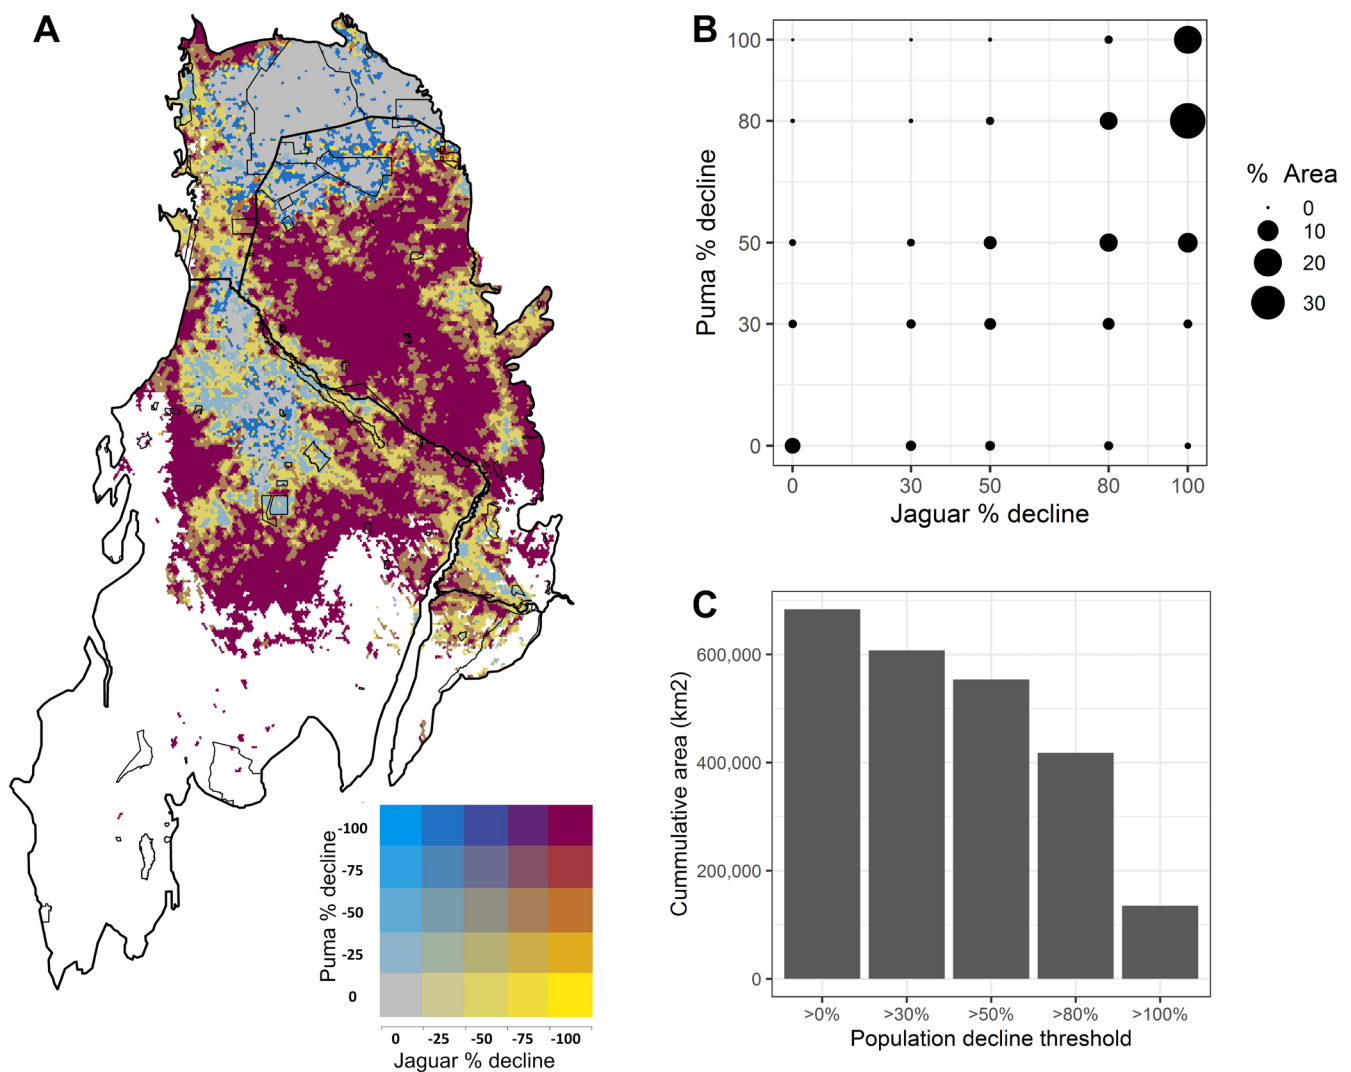 A
Puma % decline
-100
-75
-50
-25
0
0 -25 -50 -75 -100
Jaguar % decline
B
Puma % decline
100
80
50
30
0
0 30 50 80 100
Jaguar % decline
% Area
0
10
20
30
C
Cummulative area (km2)
600,000
400,000
200,000
0
>0% >30% >50% >80% >100%
Population decline threshold